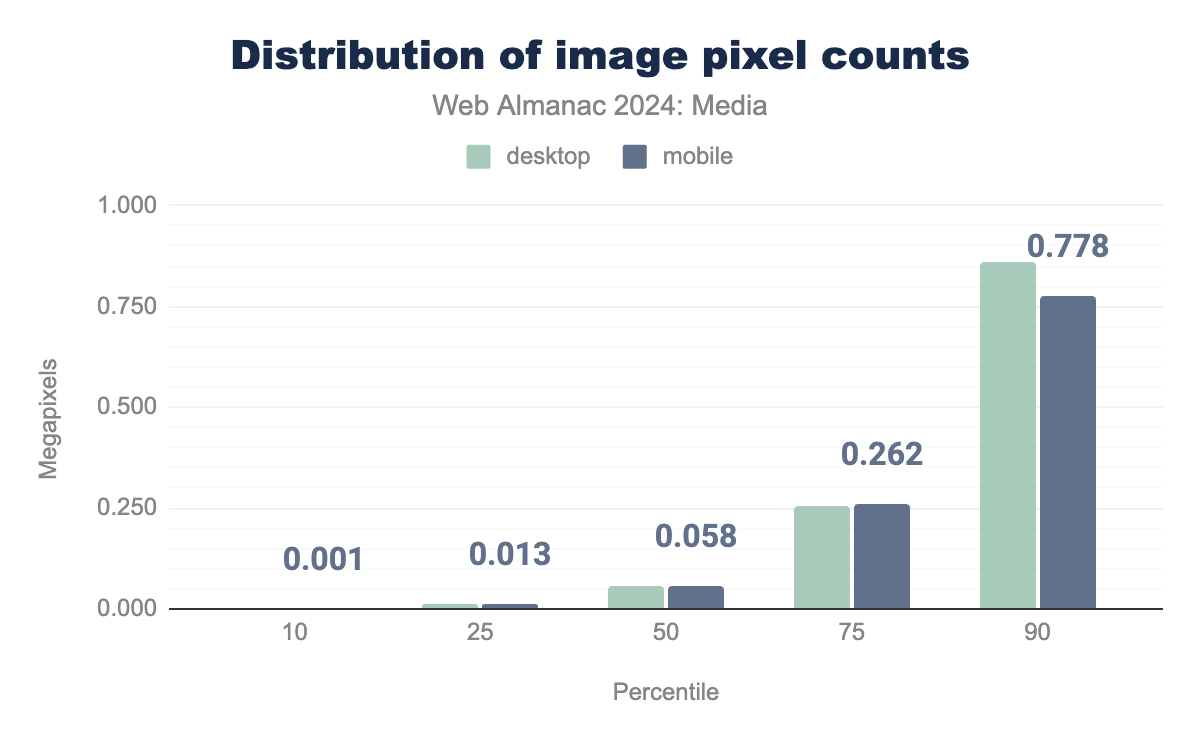 Distribution of image pixel counts
Web Almanac 2024: Media
desktop mobile
1.000
0.778
0.750
0.500
0.262
0.250
0.058
0.013
0.001
0.000
10 25 50 75 90
Megapixels
Percentile